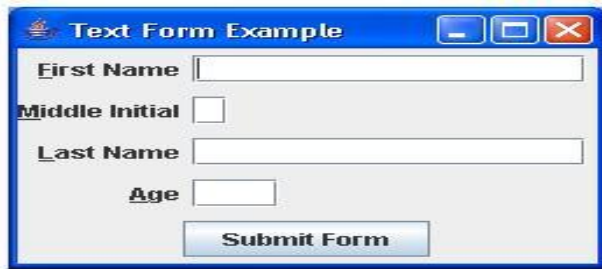 Text Form Example
First Name
Middle Initial
Last Name
Age
Submit Form